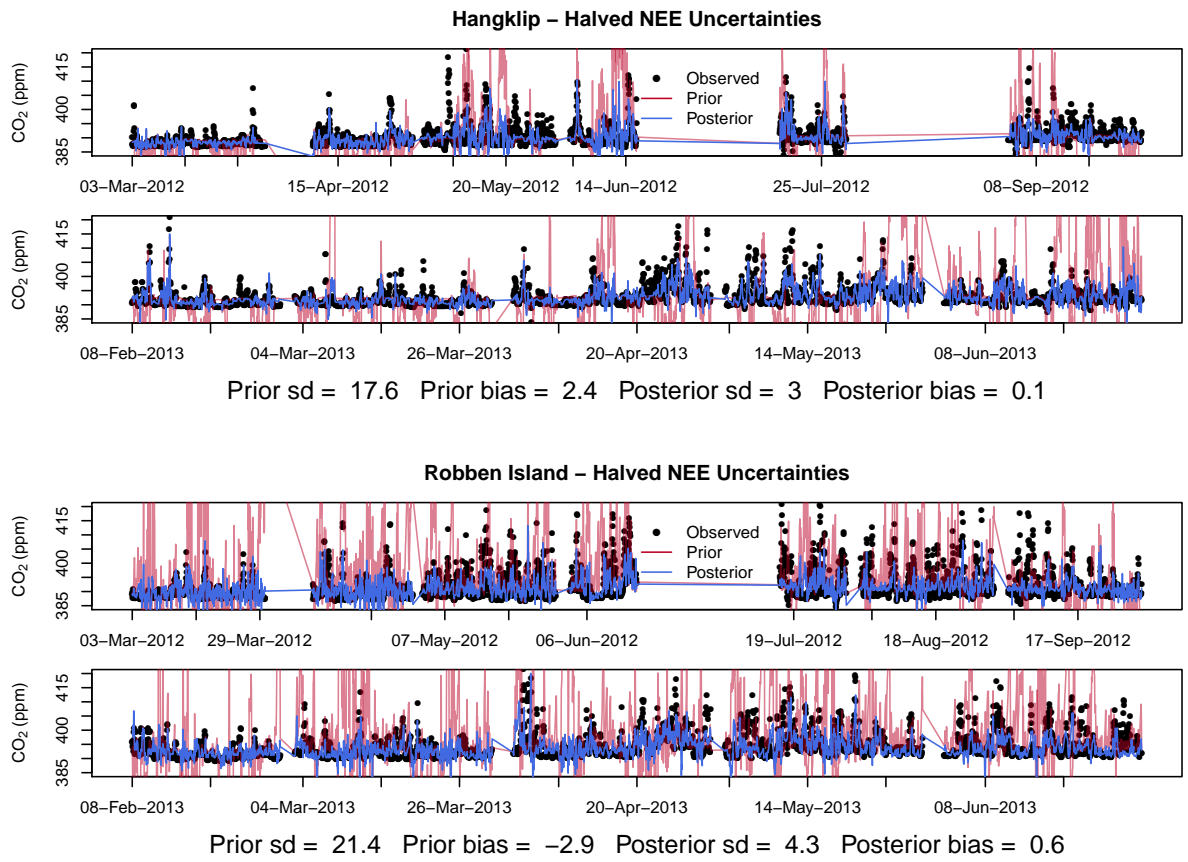 Hangklip − Halved NEE Uncertainties
CO2 (ppm)
415
400
385
Observed
Prior
Posterior
03−Mar−2012 15−Apr−2012 20−May−2012 14−Jun−2012 25−Jul−2012 08−Sep−2012
CO2 (ppm)
415
400
385
08−Feb−2013 04−Mar−2013 26−Mar−2013 20−Apr−2013 14−May−2013 08−Jun−2013
Prior sd = 17.6 Prior bias = 2.4 Posterior sd = 3 Posterior bias = 0.1
Robben Island − Halved NEE Uncertainties
CO2 (ppm)
415
400
385
Observed
Prior
Posterior
03−Mar−2012 29−Mar−2012 07−May−2012 06−Jun−2012 19−Jul−2012 18−Aug−2012 17−Sep−2012
CO2 (ppm)
415
400
385
08−Feb−2013 04−Mar−2013 26−Mar−2013 20−Apr−2013 14−May−2013 08−Jun−2013
Prior sd = 21.4 Prior bias = −2.9 Posterior sd = 4.3 Posterior bias = 0.6